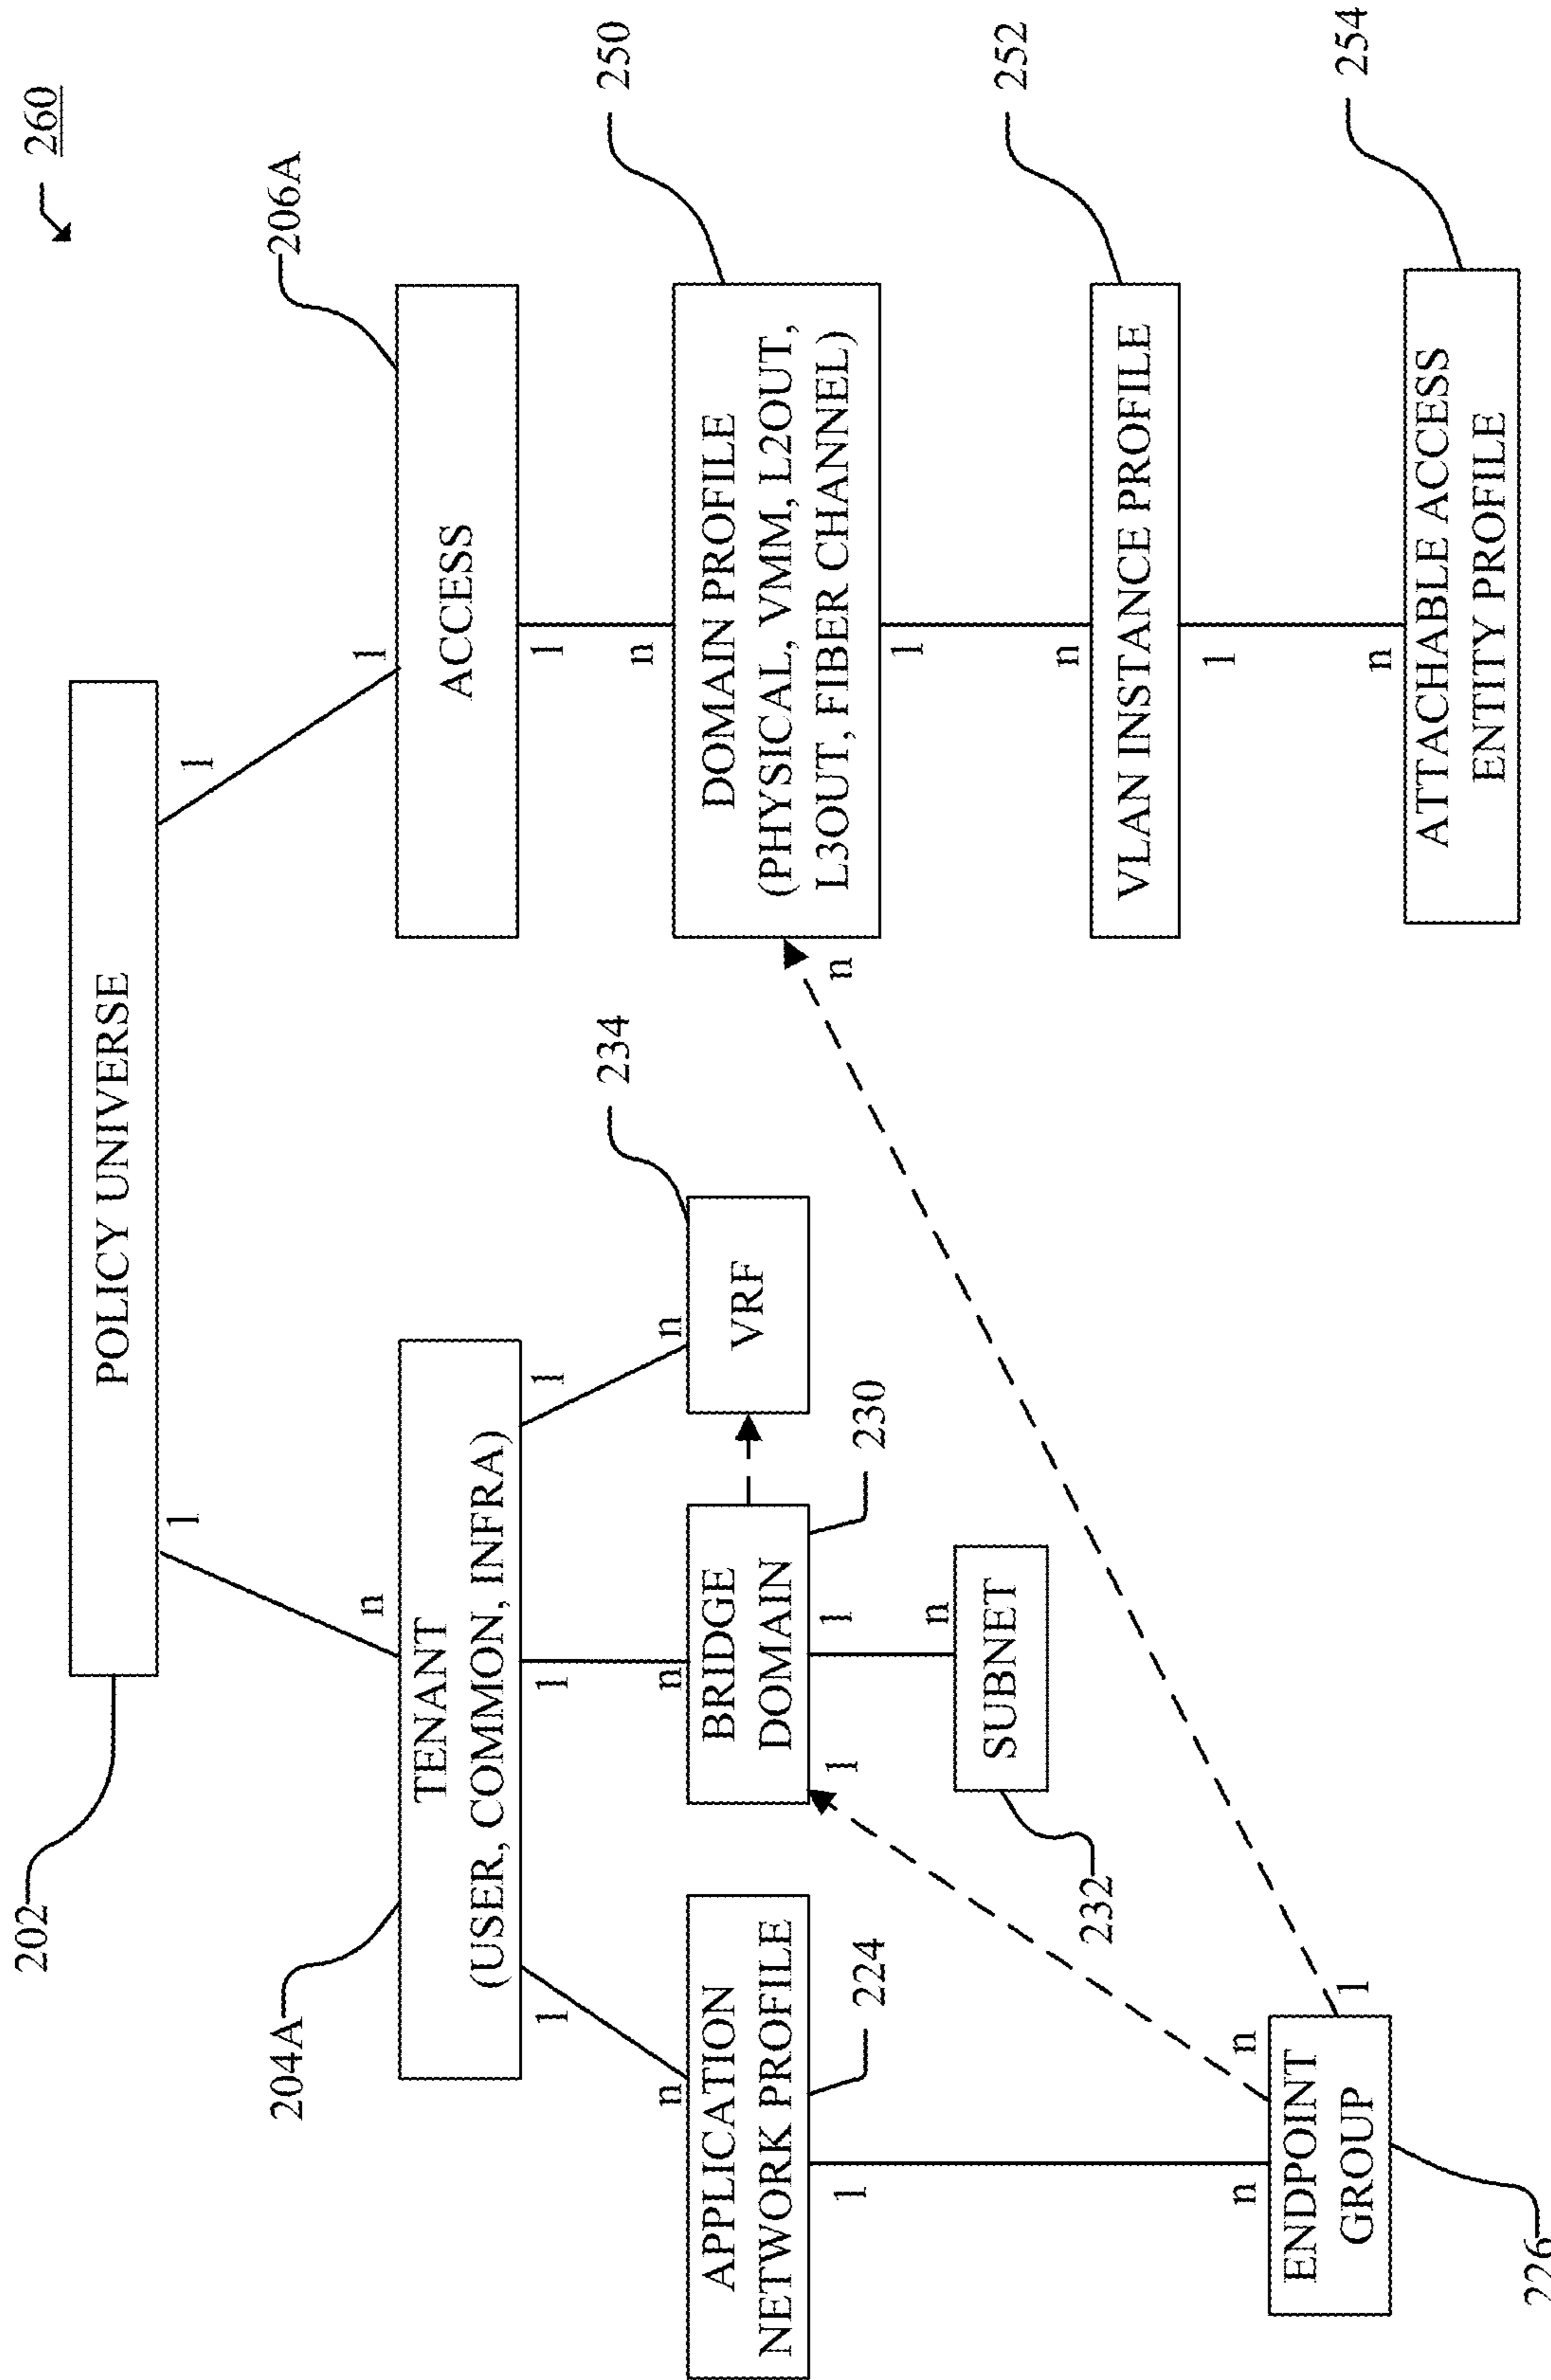 260
202
POLICY UNIVERSE
1
1
n
1
204A
TENANT
(USER, COMMON, INFRA)
206A
ACCESS
1
1
1
1
n
n
n
n
APPLICATION
NETWORK PROFILE
224
BRIDGE
DOMAIN
230
VRF
234
DOMAIN PROFILE
(PHYSICAL, VMM, L2OUT,
L3OUT, FIBER CHANNEL)
250
1
1
1
n
1
n
SUBNET
232
n
VLAN INSTANCE PROFILE
252
n
n
1
1
ENDPOINT
GROUP
226
n
ATTACHABLE ACCESS
ENTITY PROFILE
254